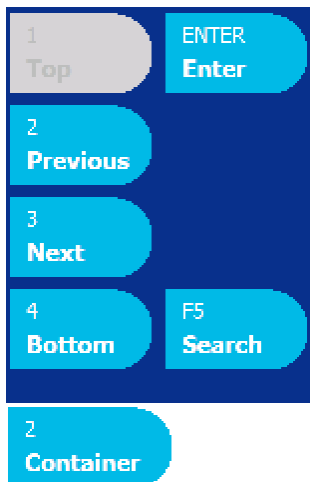 1
Top
ENTER
Enter
2
Previous
3
Next
4
Bottom
F5
Search
2
Container